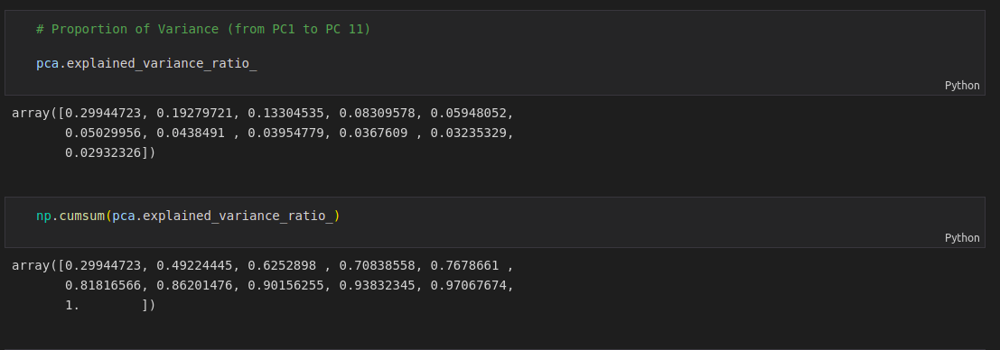 # Proportion of Variance (from PC1 to PC 11)
pca.explained_variance_ratio_
Python
array([0.29944723, 0.19279721, 0.13304535, 0.08309578, 0.05948052,
0.05029956, 0.0438491 , 0.03954779, 0.0367609 , 0.03235329,
0.02932326])
np.cumsum(pca.explained_variance_ratio_)
Python
array([0.29944723, 0.49224445, 0.6252898 , 0.70838558, 0.7678661 ,
0.81816566, 0.86201476, 0.90156255, 0.93832345, 0.97067674,
1.        ])